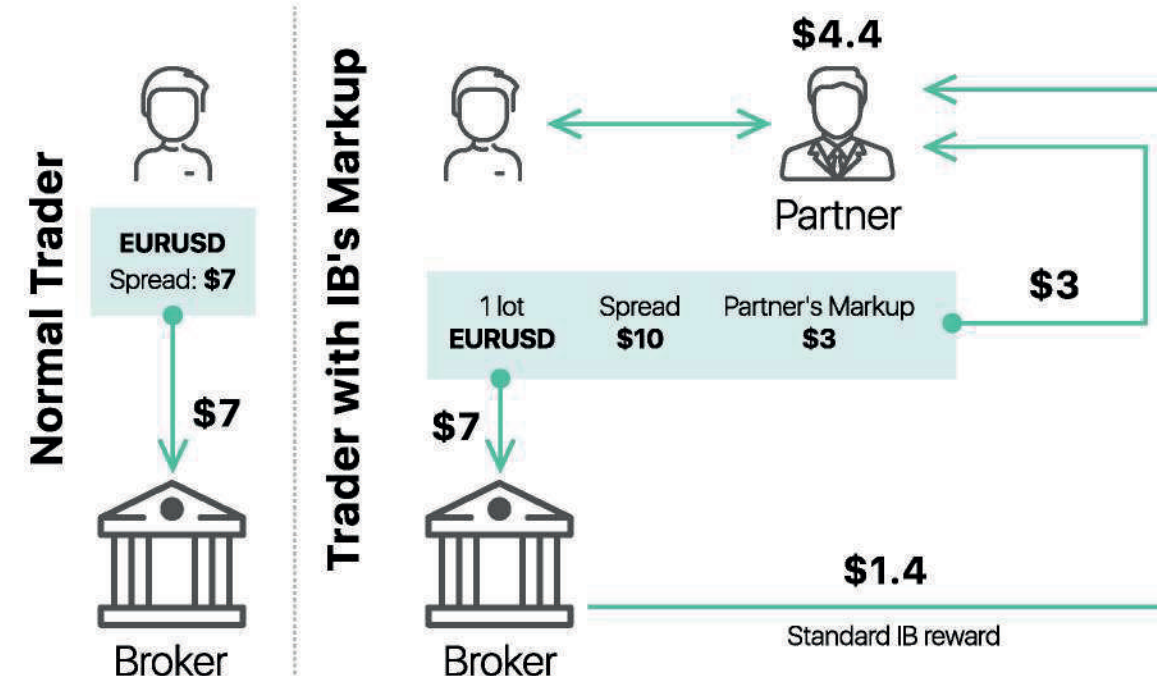 Normal Trader
EURUSD
Spread: $7
$7
Broker
Trader with IB's Markup
$4.4
Partner
1 lot
EURUSD
Spread
$10
Partner's Markup
$3
$3
$7
Broker
$1.4
Standard IB reward